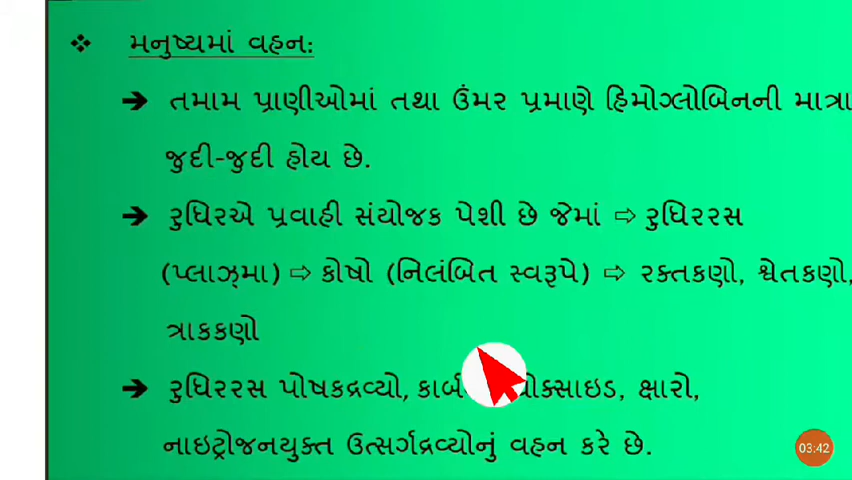 ❖ મનુષ્યમાં વહન:
➔ તમામ પ્રાણીઓમાં તથા ઉંમર પ્રમાણે હિમોગ્લોબિનની માત્રા
જુદી-જુદી હોય છે.
➔ રુધિરએ પ્રવાહી સંયોજક પેશી છે જેમાં ⇨ રુધિરરસ
(પ્લાઝ્મા) ⇨ કોષો (નિલંબિત સ્વરૂપે) ⇨ રક્તકણો, શ્વેતકણો,
ત્રાકકણો
➔ રુધિરરસ પોષકદ્રવ્યો, ક્ષારો,
નાઇટ્રોજનયુક્ત ઉત્સર્ગદ્રવ્યોનું વહન કરે છે.
03:42